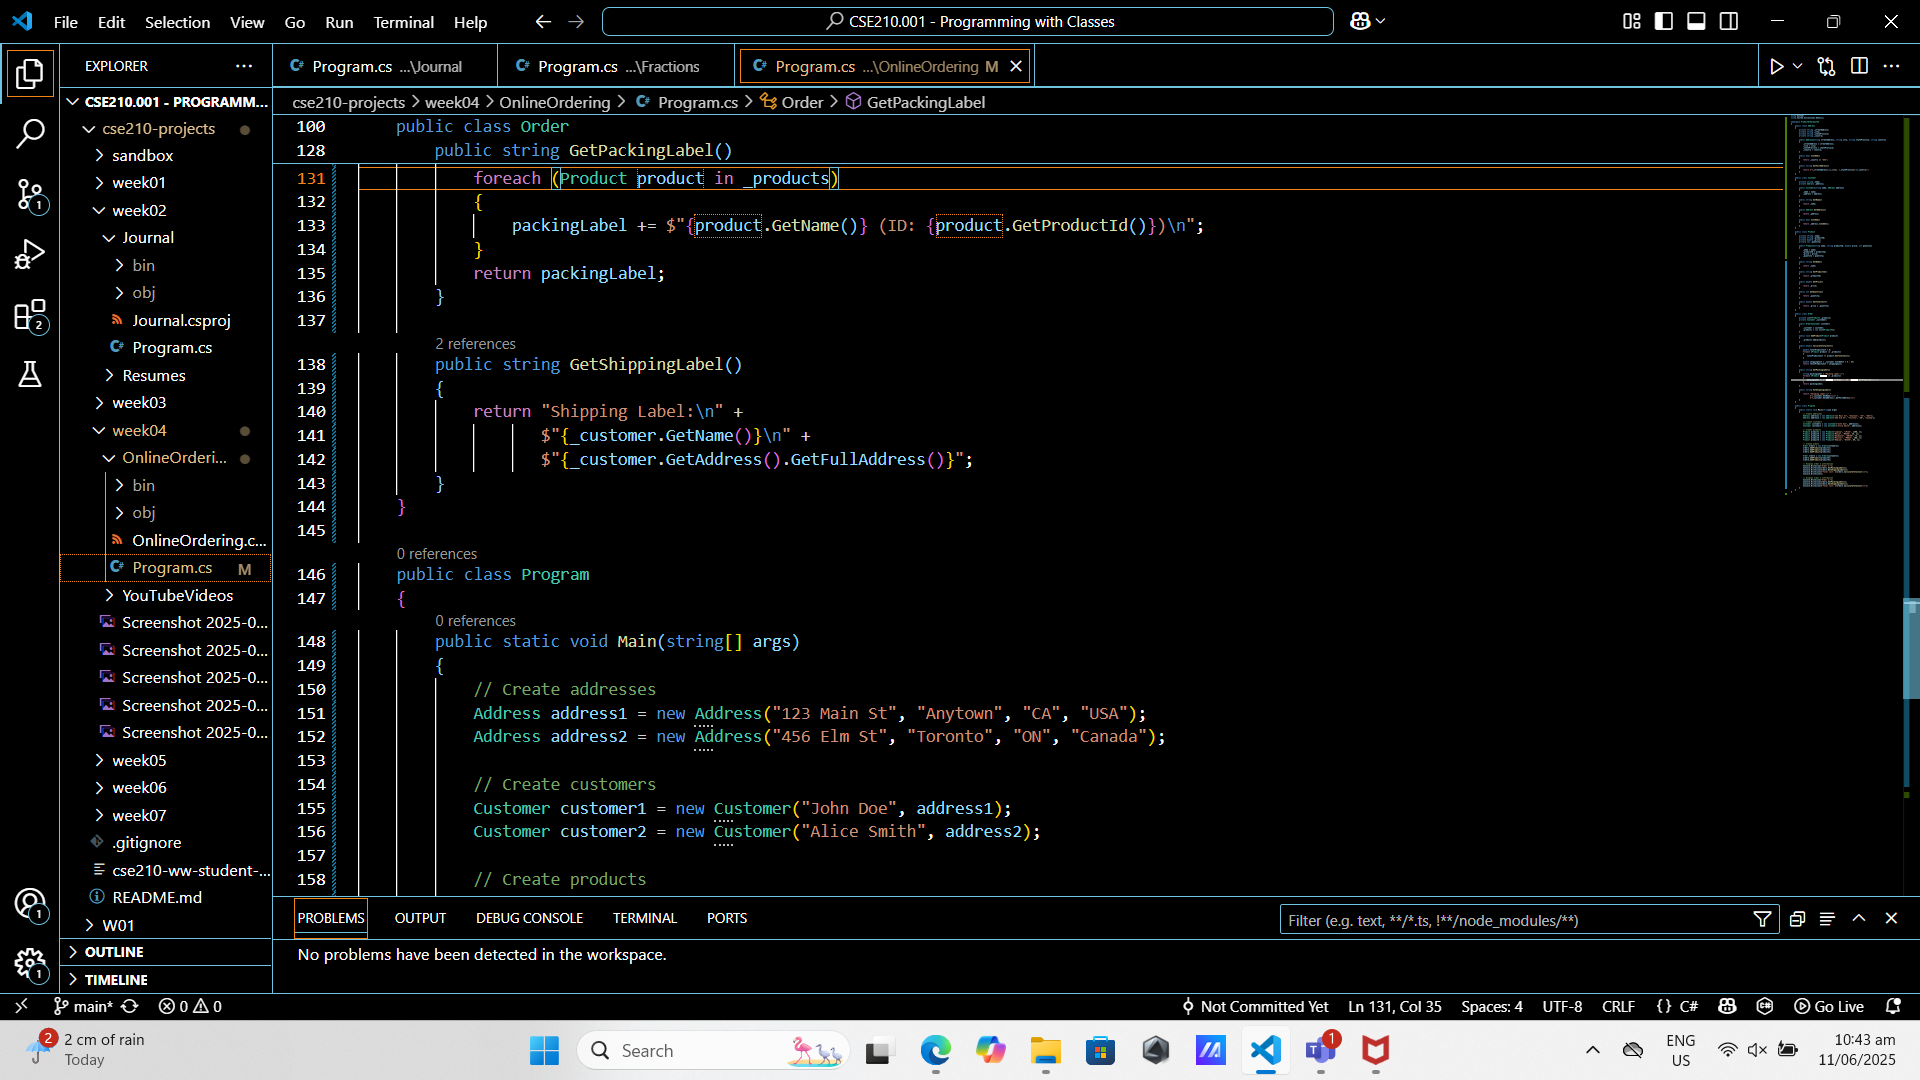 File Edit Selection View Go Run Terminal Help
CSE210.001 - Programming with Classes
EXPLORER
Program.cs ...\Journal
Program.cs ...\Fractions
Program.cs ...\OnlineOrdering M
CSE210.001 - PROGRAMM...
cse210-projects
sandbox
week01
week02
Journal
bin
obj
Journal.csproj
Program.cs
Resumes
week03
week04
OnlineOrderi...
bin
obj
OnlineOrdering.c...
Program.cs M
YouTubeVideos
Screenshot 2025-0...
Screenshot 2025-0...
Screenshot 2025-0...
Screenshot 2025-0...
Screenshot 2025-0...
week05
week06
week07
.gitignore
cse210-ww-student-...
README.md
W01
OUTLINE
TIMELINE
1
2
1
1
cse210-projects > week04 > OnlineOrdering > Program.cs > Order > GetPackingLabel
100 public class Order
128 public string GetPackingLabel()
131 foreach (Product product in _products)
132 {
133 packingLabel += $"{product.GetName()} (ID: {product.GetProductId()})\n";
134 }
135 return packingLabel;
136 }
137
2 references
138 public string GetShippingLabel()
139 {
140 return "Shipping Label:\n" +
141 $"{_customer.GetName()}\n" +
142 $"{_customer.GetAddress().GetFullAddress()}";
143 }
144 }
145
0 references
146 public class Program
147 {
0 references
148 public static void Main(string[] args)
149 {
150 // Create addresses
151 Address address1 = new Address("123 Main St", "Anytown", "CA", "USA");
152 Address address2 = new Address("456 Elm St", "Toronto", "ON", "Canada");
153
154 // Create customers
155 Customer customer1 = new Customer("John Doe", address1);
156 Customer customer2 = new Customer("Alice Smith", address2);
157
158 // Create products
PROBLEMS OUTPUT DEBUG CONSOLE TERMINAL PORTS
Filter (e.g. text, **/*.ts, !**/node_modules/**)
No problems have been detected in the workspace.
main* 0 0
Not Committed Yet Ln 131, Col 35 Spaces: 4 UTF-8 CRLF {} C# Go Live
2
2 cm of rain
Today
Search
1
ENG
US
10:43 am
11/06/2025